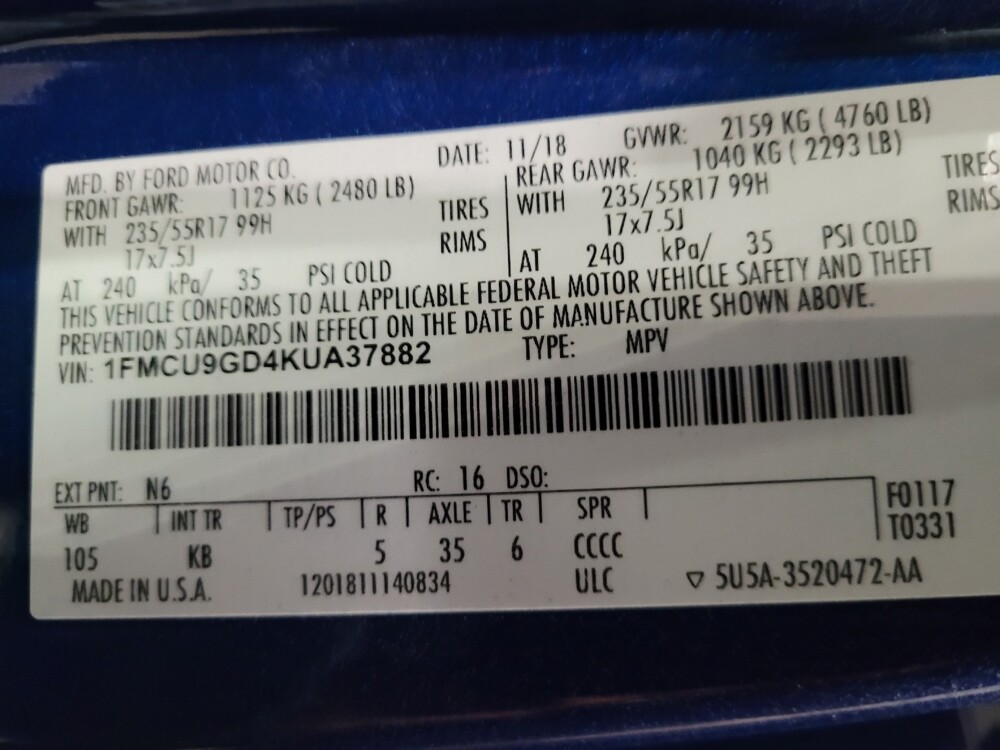 MFD. BY FORD MOTOR CO. DATE: 11/18 GVWR: 2159 KG ( 4760 LB)
FRONT GAWR: 1125 KG ( 2480 LB) REAR GAWR: 1040 KG ( 2293 LB)
WITH 235/55R17 99H TIRES WITH 235/55R17 99H TIRES
17x7.5J RIMS 17x7.5J RIMS
AT 240 kPa/ 35 PSI COLD AT 240 kPa/ 35 PSI COLD
THIS VEHICLE CONFORMS TO ALL APPLICABLE FEDERAL MOTOR VEHICLE SAFETY AND THEFT
PREVENTION STANDARDS IN EFFECT ON THE DATE OF MANUFACTURE SHOWN ABOVE.
VIN: 1FMCU9GD4KUA37882 TYPE: MPV
EXT PNT: N6 RC: 16 DSO:
WB INT TR TP/PS R AXLE TR SPR F0117
T0331
105 KB 5 35 6 CCCC
MADE IN U.S.A. 1201811140834 ULC ▽ 5U5A-3520472-AA